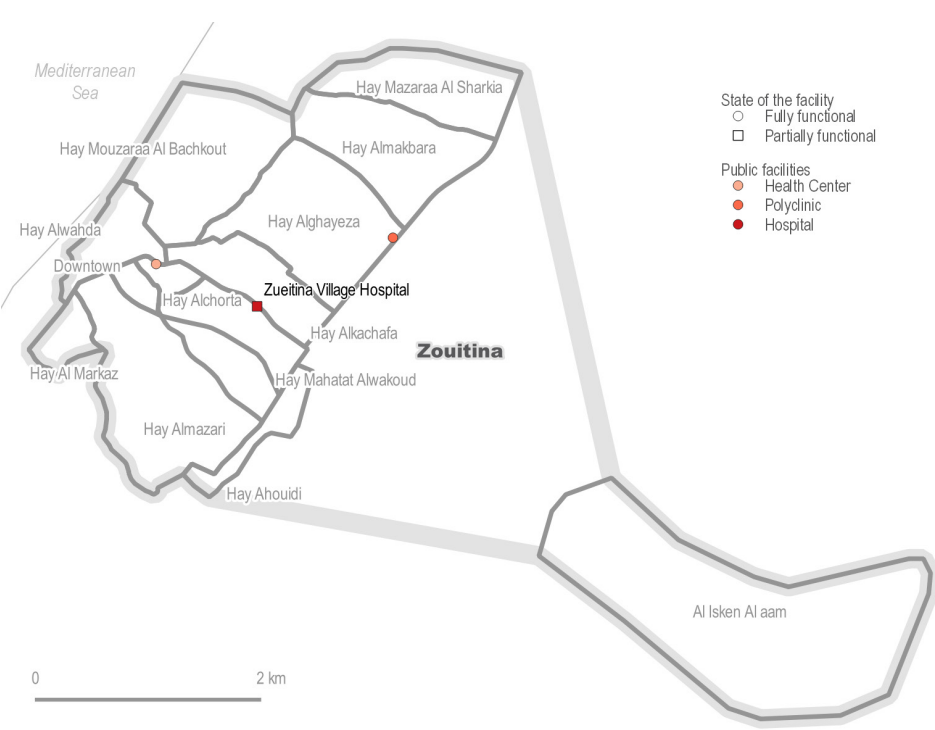 Mediterranean
Sea
Hay Mazaraa Al Sharkia
Hay Mouzaraa Al Bachkout
Hay Almakbara
Hay Alghayeza
Hay Alwahda
Downtown
Zueitina Village Hospital
Hay Alchorta
Hay Alkachafa
Zouitina
Hay Al Markaz
Hay Mahatat Alwakoud
Hay Almazari
Hay Ahouidi
Al Isken Al aam
State of the facility
Fully functional
Partially functional
Public facilities
Health Center
Polyclinic
Hospital
0 2 km